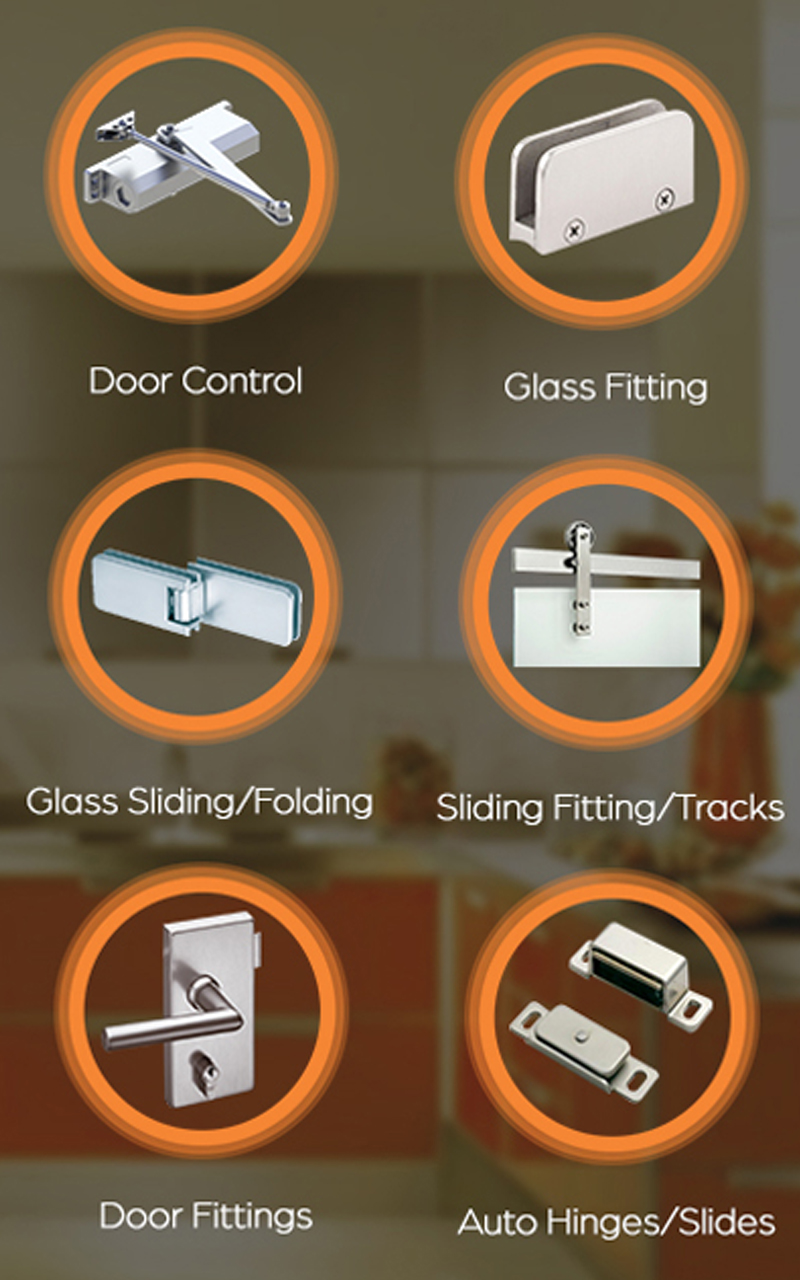 Door Control
Glass Fitting
Glass Sliding/Folding
Sliding Fitting/Tracks
Door Fittings
Auto Hinges/Slides